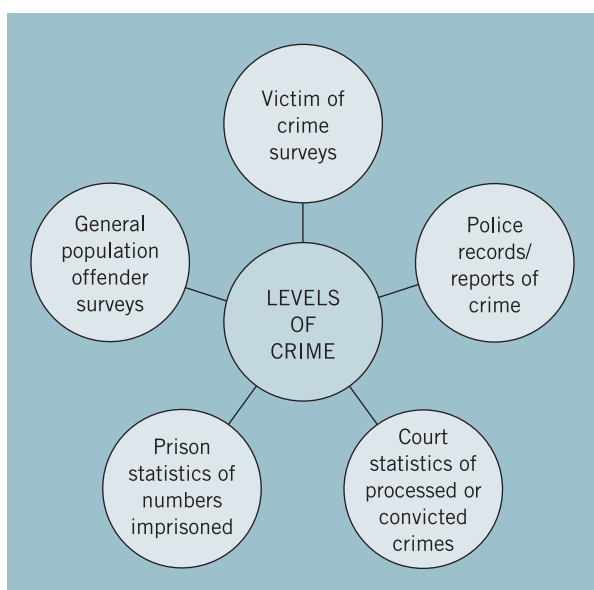 Victim of
crime
surveys
General
population
offender
surveys
Police
records/
reports of
crime
LEVELS
OF
CRIME
Prison
statistics of
numbers
imprisoned
Court
statistics of
processed or
convicted
crimes